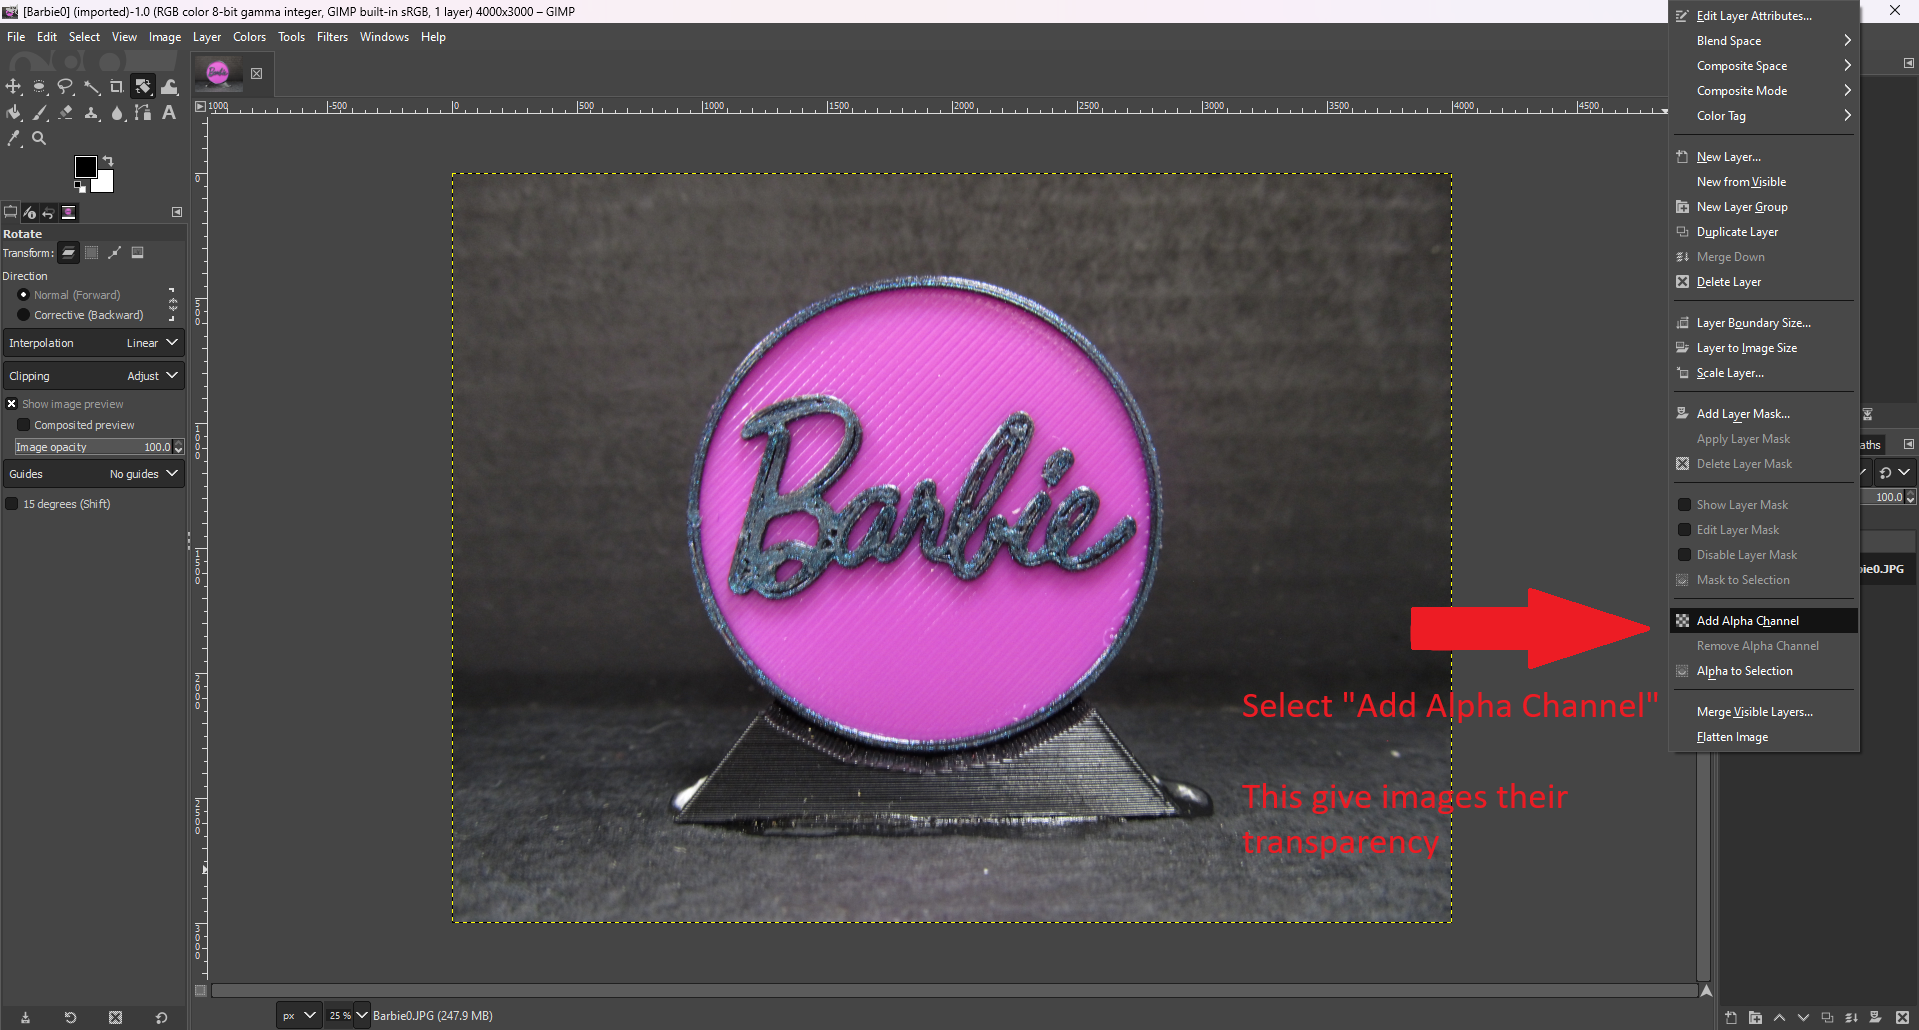 [Barbie0] (imported)-1.0 (RGB color 8-bit gamma integer, GIMP built-in sRGB, 1 layer) 4000x3000 – GIMP
File Edit Select View Image Layer Colors Tools Filters Windows Help
1000 -500 0 500 1000 1500 2000 2500 3000 3500 4000 4500
0
500
1000
1500
2000
2500
3000
Rotate
Transform:
Direction
Normal (Forward)
Corrective (Backward)
Interpolation Linear
Clipping Adjust
Show image preview
Composited preview
Image opacity 100.0
Guides No guides
15 degrees (Shift)
Barbie
Select "Add Alpha Channel"
This give images their
transparency
Edit Layer Attributes...
Blend Space
Composite Space
Composite Mode
Color Tag
New Layer...
New from Visible
New Layer Group
Duplicate Layer
Merge Down
Delete Layer
Layer Boundary Size...
Layer to Image Size
Scale Layer...
Add Layer Mask...
Apply Layer Mask
Delete Layer Mask
Show Layer Mask
Edit Layer Mask
Disable Layer Mask
Mask to Selection
Add Alpha Channel
Remove Alpha Channel
Alpha to Selection
Merge Visible Layers...
Flatten Image
aths
100.0
bie0.JPG
px 25 % Barbie0.JPG (247.9 MB)